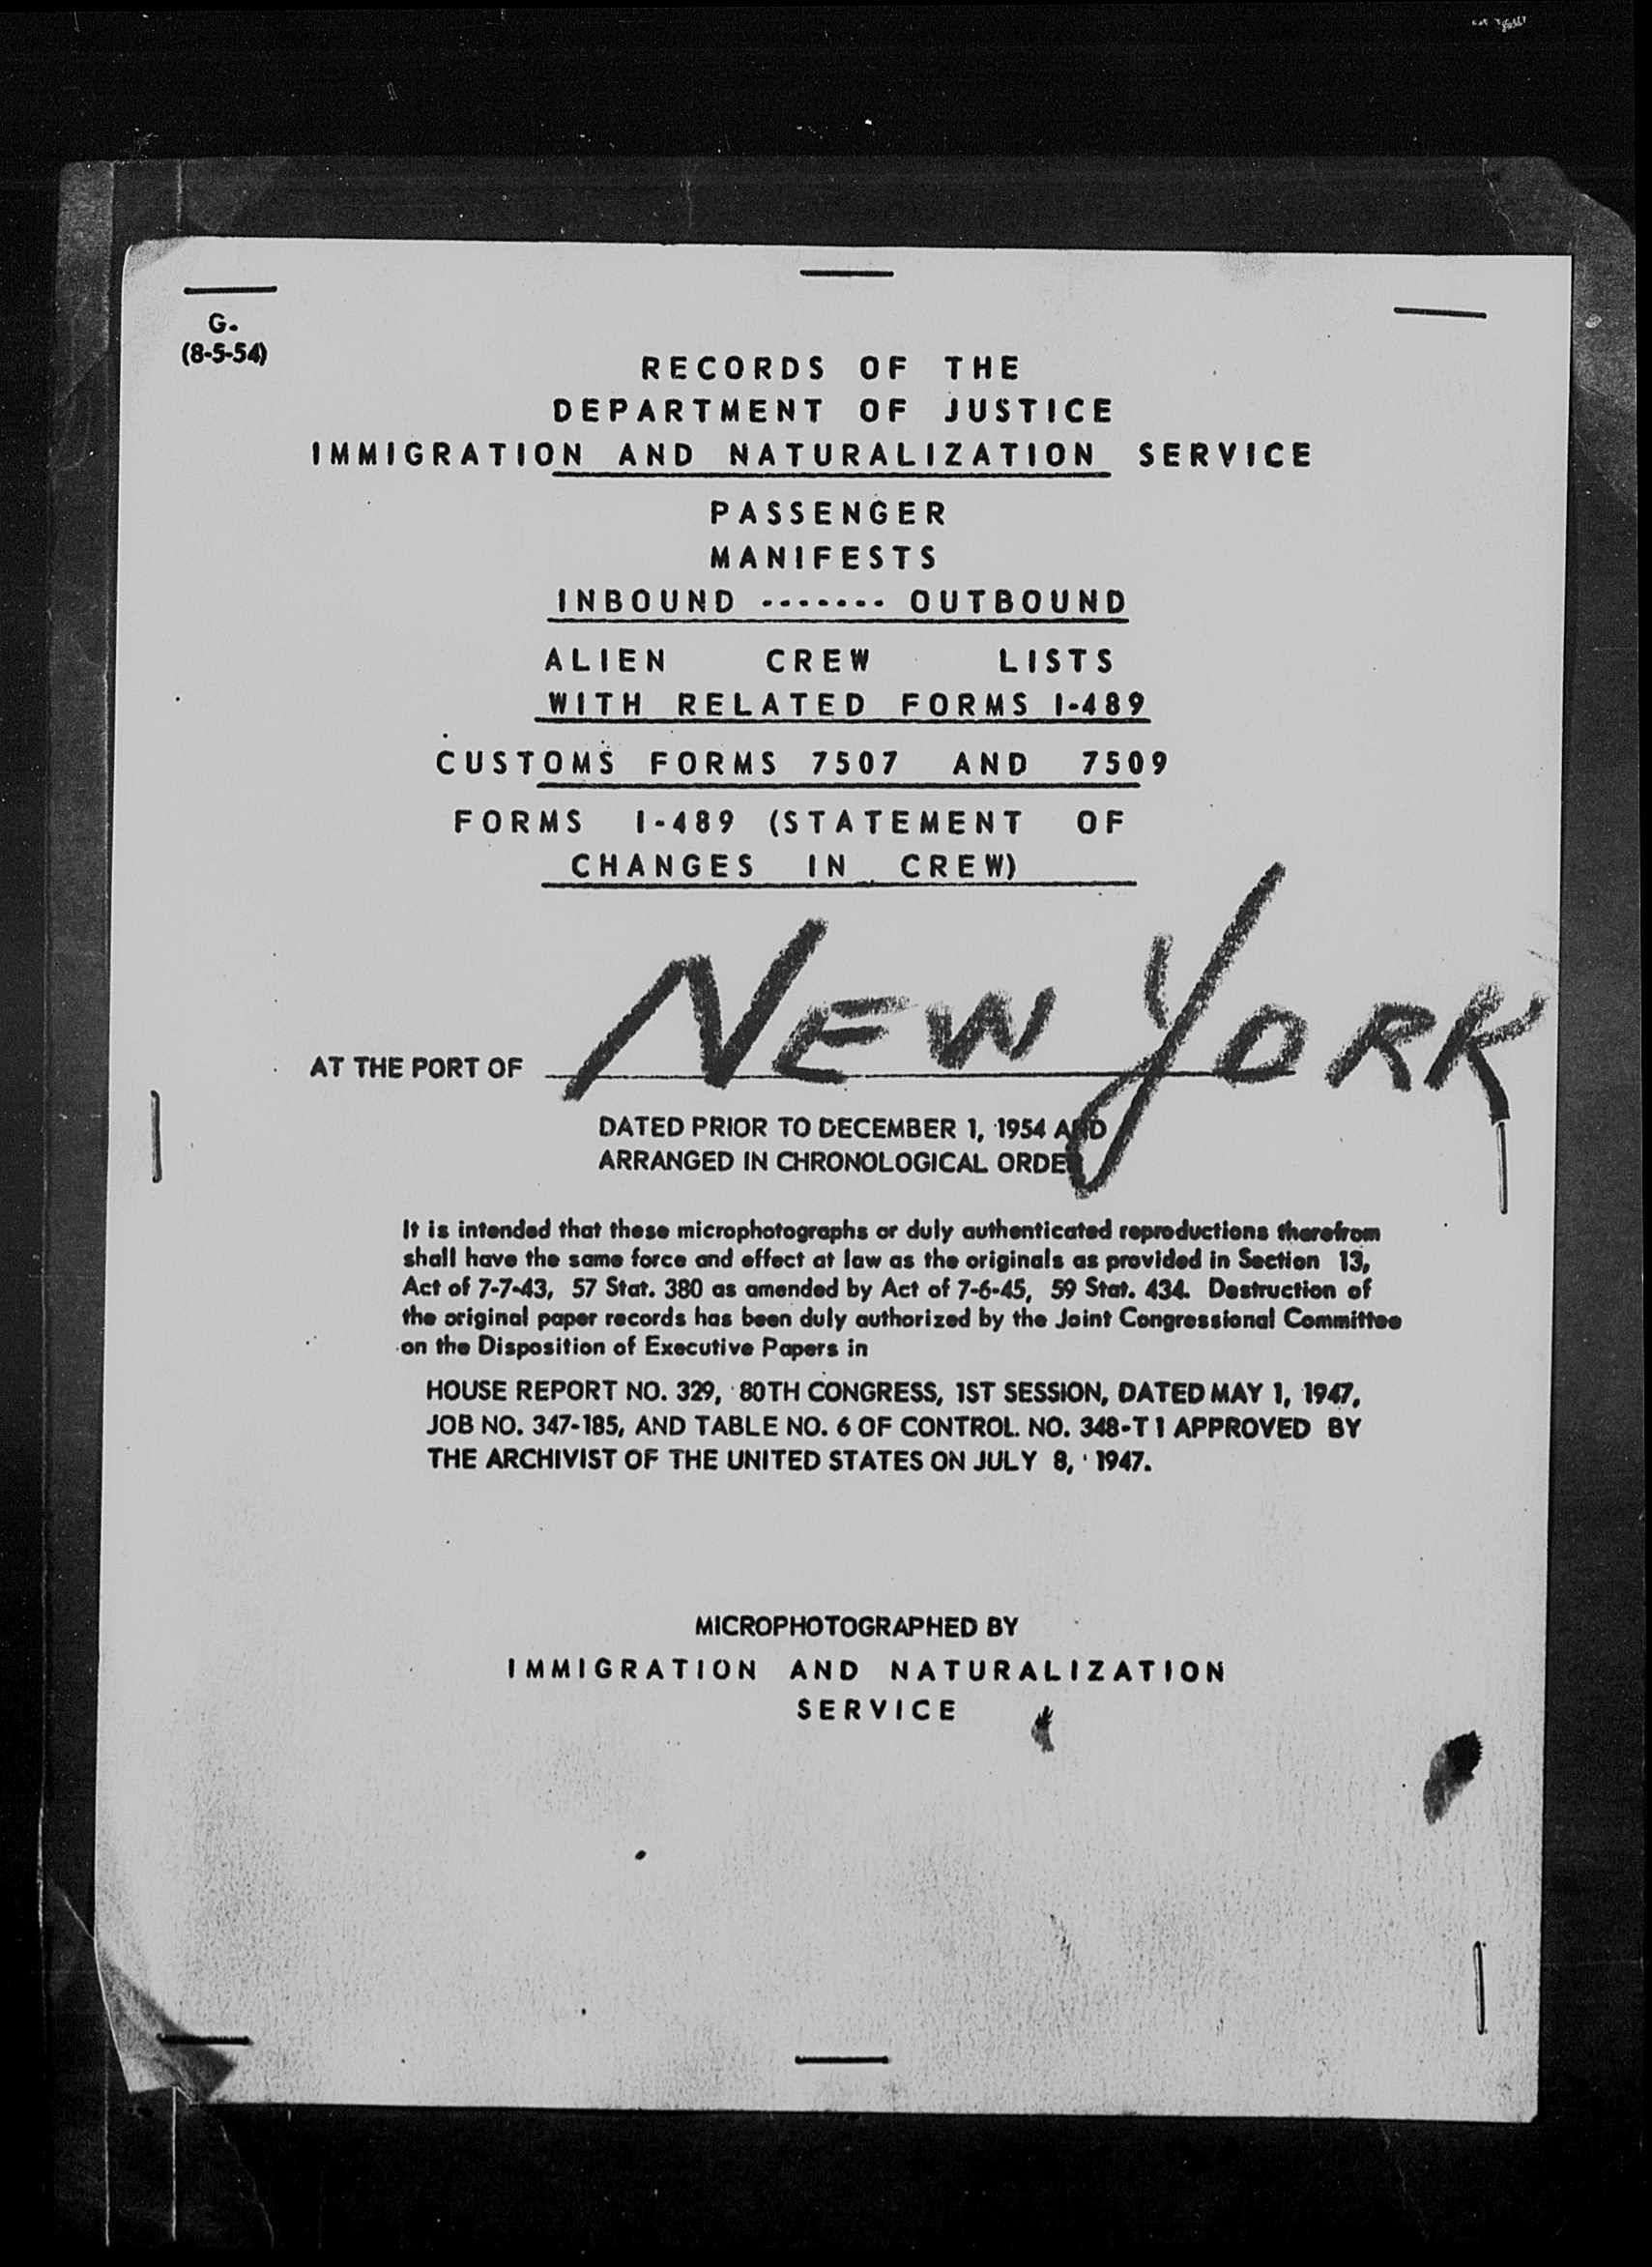 G.
(8-5-54)
RECORDS OF THE
DEPARTMENT OF JUSTICE
IMMIGRATION AND NATURALIZATION SERVICE
PASSENGER
MANIFESTS
INBOUND ------- OUTBOUND
ALIEN CREW LISTS
WITH RELATED FORMS I-489
CUSTOMS FORMS 7507 AND 7509
FORMS I-489 (STATEMENT OF
CHANGES IN CREW)
AT THE PORT OF NEW YORK
DATED PRIOR TO DECEMBER 1, 1954 AND
ARRANGED IN CHRONOLOGICAL ORDER
It is intended that these microphotographs or duly authenticated reproductions therefrom
shall have the same force and effect at law as the originals as provided in Section 13,
Act of 7-7-43, 57 Stat. 380 as amended by Act of 7-6-45, 59 Stat. 434. Destruction of
the original paper records has been duly authorized by the Joint Congressional Committee
on the Disposition of Executive Papers in
HOUSE REPORT NO. 329, 80TH CONGRESS, 1ST SESSION, DATED MAY 1, 1947,
JOB NO. 347-185, AND TABLE NO. 6 OF CONTROL NO. 348-T 1 APPROVED BY
THE ARCHIVIST OF THE UNITED STATES ON JULY 8, 1947.
MICROPHOTOGRAPHED BY
IMMIGRATION AND NATURALIZATION
SERVICE